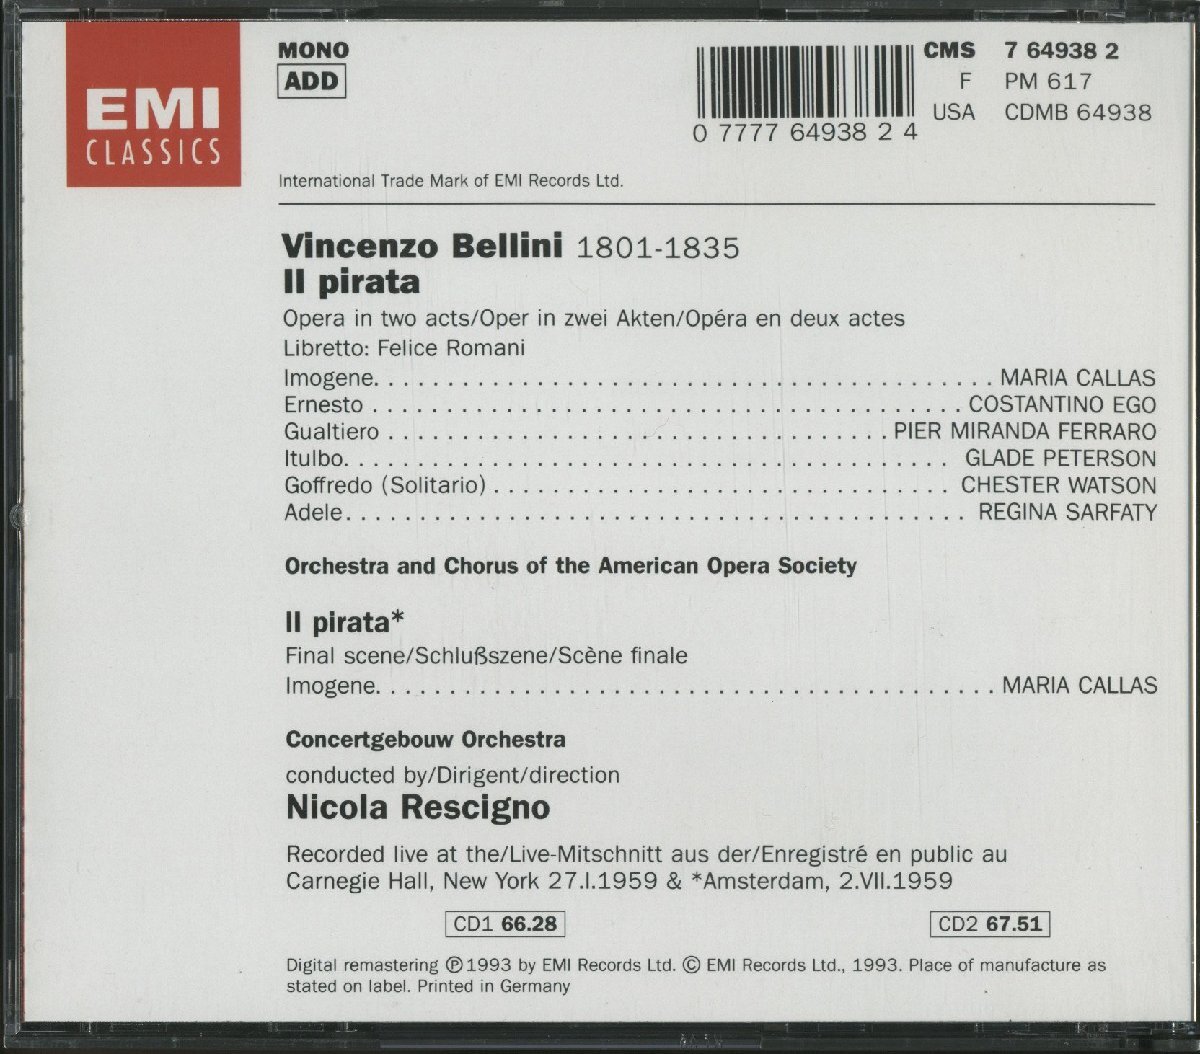 EMI
CLASSICS
MONO
ADD
0 7777 64938 2 4
CMS 7 64938 2
F PM 617
USA CDMB 64938
International Trade Mark of EMI Records Ltd.
Vincenzo Bellini 1801-1835
Il pirata
Opera in two acts/Oper in zwei Akten/Opéra en deux actes
Libretto: Felice Romani
Imogene. . . . . . . . . . . . . . . . . . . . . . . . . . . . . . . . . . . . . . . . . . MARIA CALLAS
Ernesto . . . . . . . . . . . . . . . . . . . . . . . . . . . . . . . . . . . . . . . . COSTANTINO EGO
Gualtiero . . . . . . . . . . . . . . . . . . . . . . . . . . . . . . . . . . PIER MIRANDA FERRARO
Itulbo. . . . . . . . . . . . . . . . . . . . . . . . . . . . . . . . . . . . . . . . . GLADE PETERSON
Goffredo (Solitario) . . . . . . . . . . . . . . . . . . . . . . . . . . . . . . . CHESTER WATSON
Adele. . . . . . . . . . . . . . . . . . . . . . . . . . . . . . . . . . . . . . . . . . REGINA SARFATY
Orchestra and Chorus of the American Opera Society
Il pirata*
Final scene/Schlußszene/Scène finale
Imogene. . . . . . . . . . . . . . . . . . . . . . . . . . . . . . . . . . . . . . . . . . MARIA CALLAS
Concertgebouw Orchestra
conducted by/Dirigent/direction
Nicola Rescigno
Recorded live at the/Live-Mitschnitt aus der/Enregistré en public au
Carnegie Hall, New York 27.I.1959 & *Amsterdam, 2.VII.1959
CD1 66.28
CD2 67.51
Digital remastering ℗ 1993 by EMI Records Ltd. © EMI Records Ltd., 1993. Place of manufacture as
stated on label. Printed in Germany